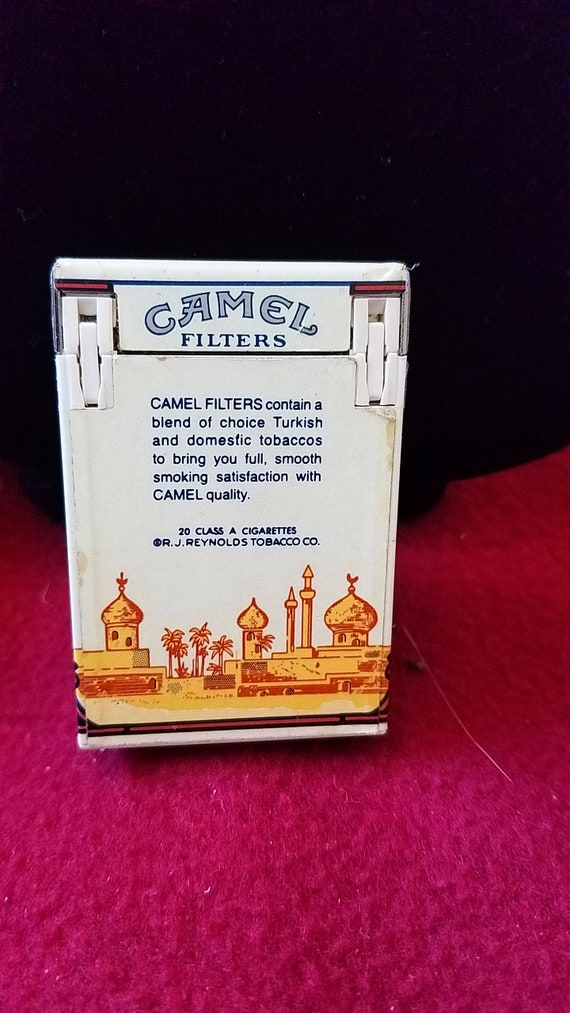 CAMEL
FILTERS
CAMEL FILTERS contain a
blend of choice Turkish
and domestic tobaccos
to bring you full, smooth
smoking satisfaction with
CAMEL quality.
20 CLASS A CIGARETTES
©R.J.REYNOLDS TOBACCO CO.